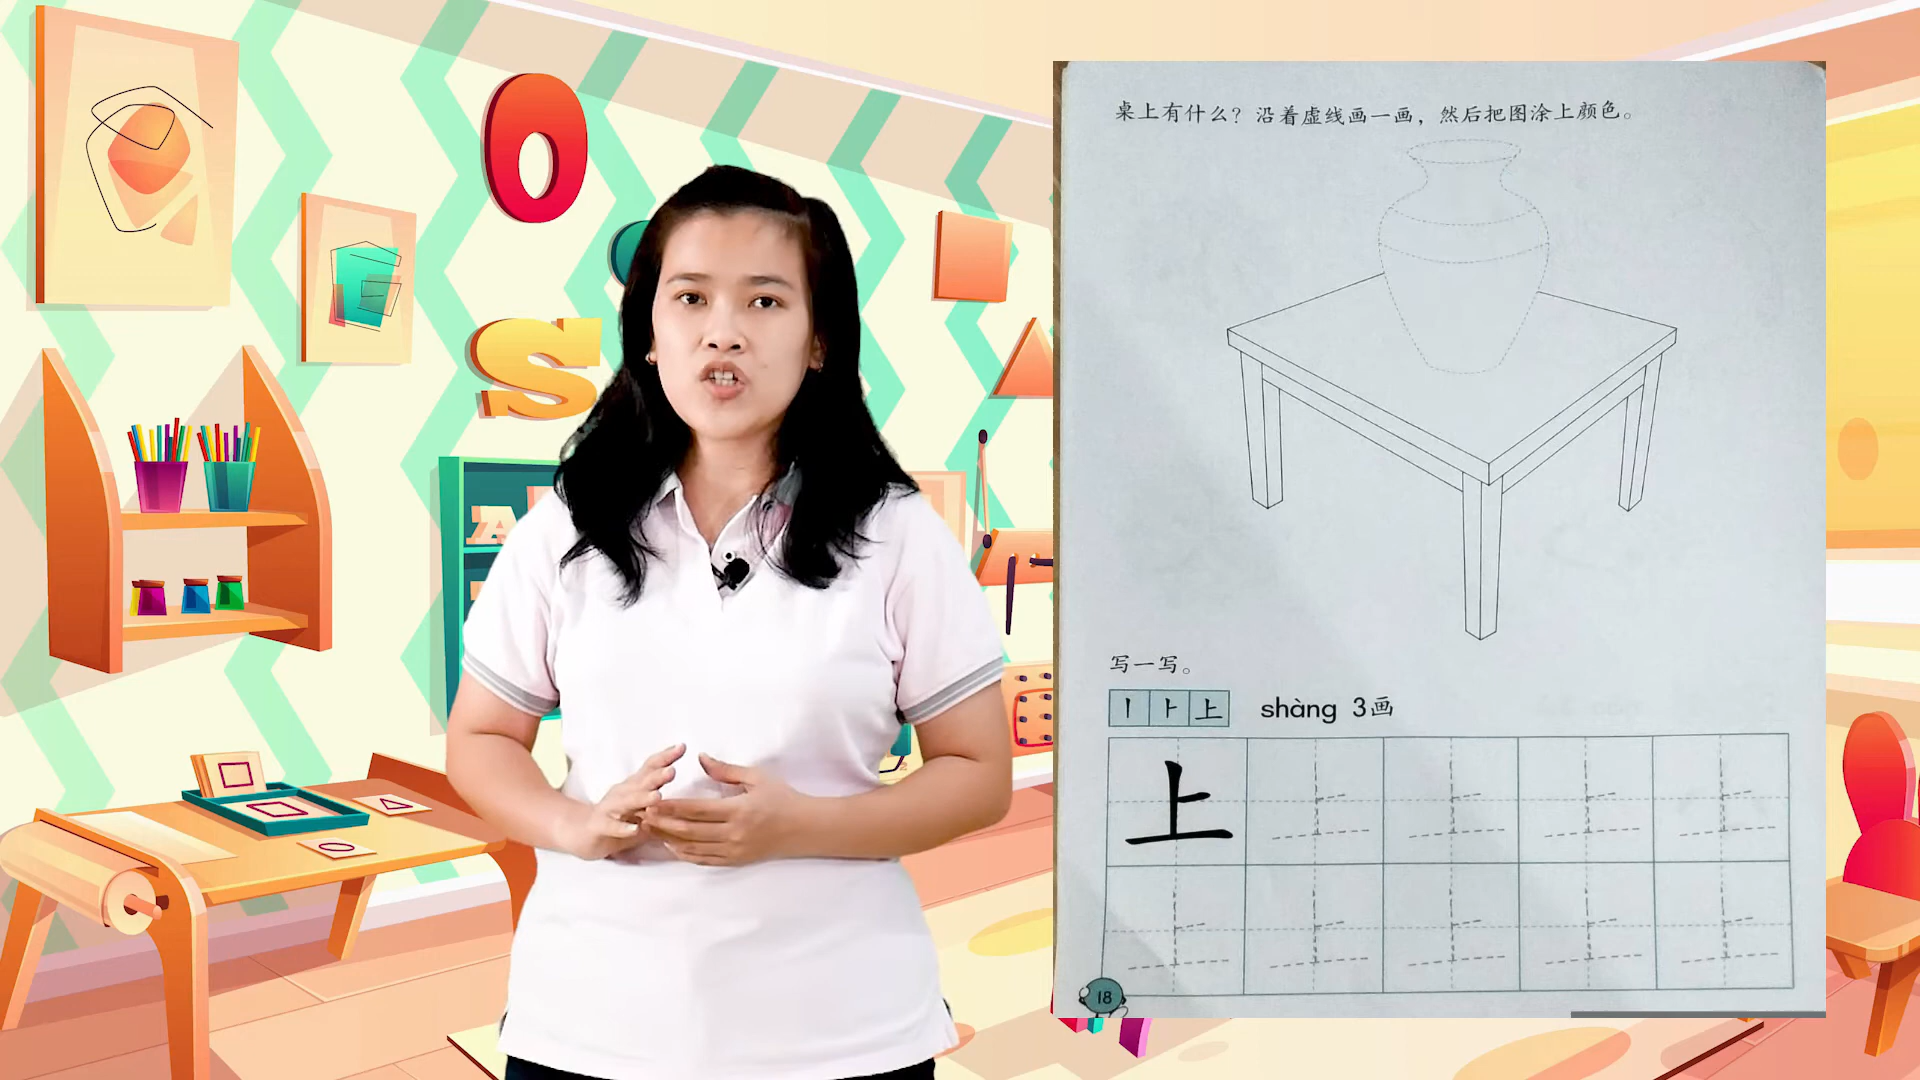 O
S
A
桌上有什么？沿着虚线画一画，然后把图涂上颜色。
写一写。
丨 ⺊ 上 shàng 3画
上
18